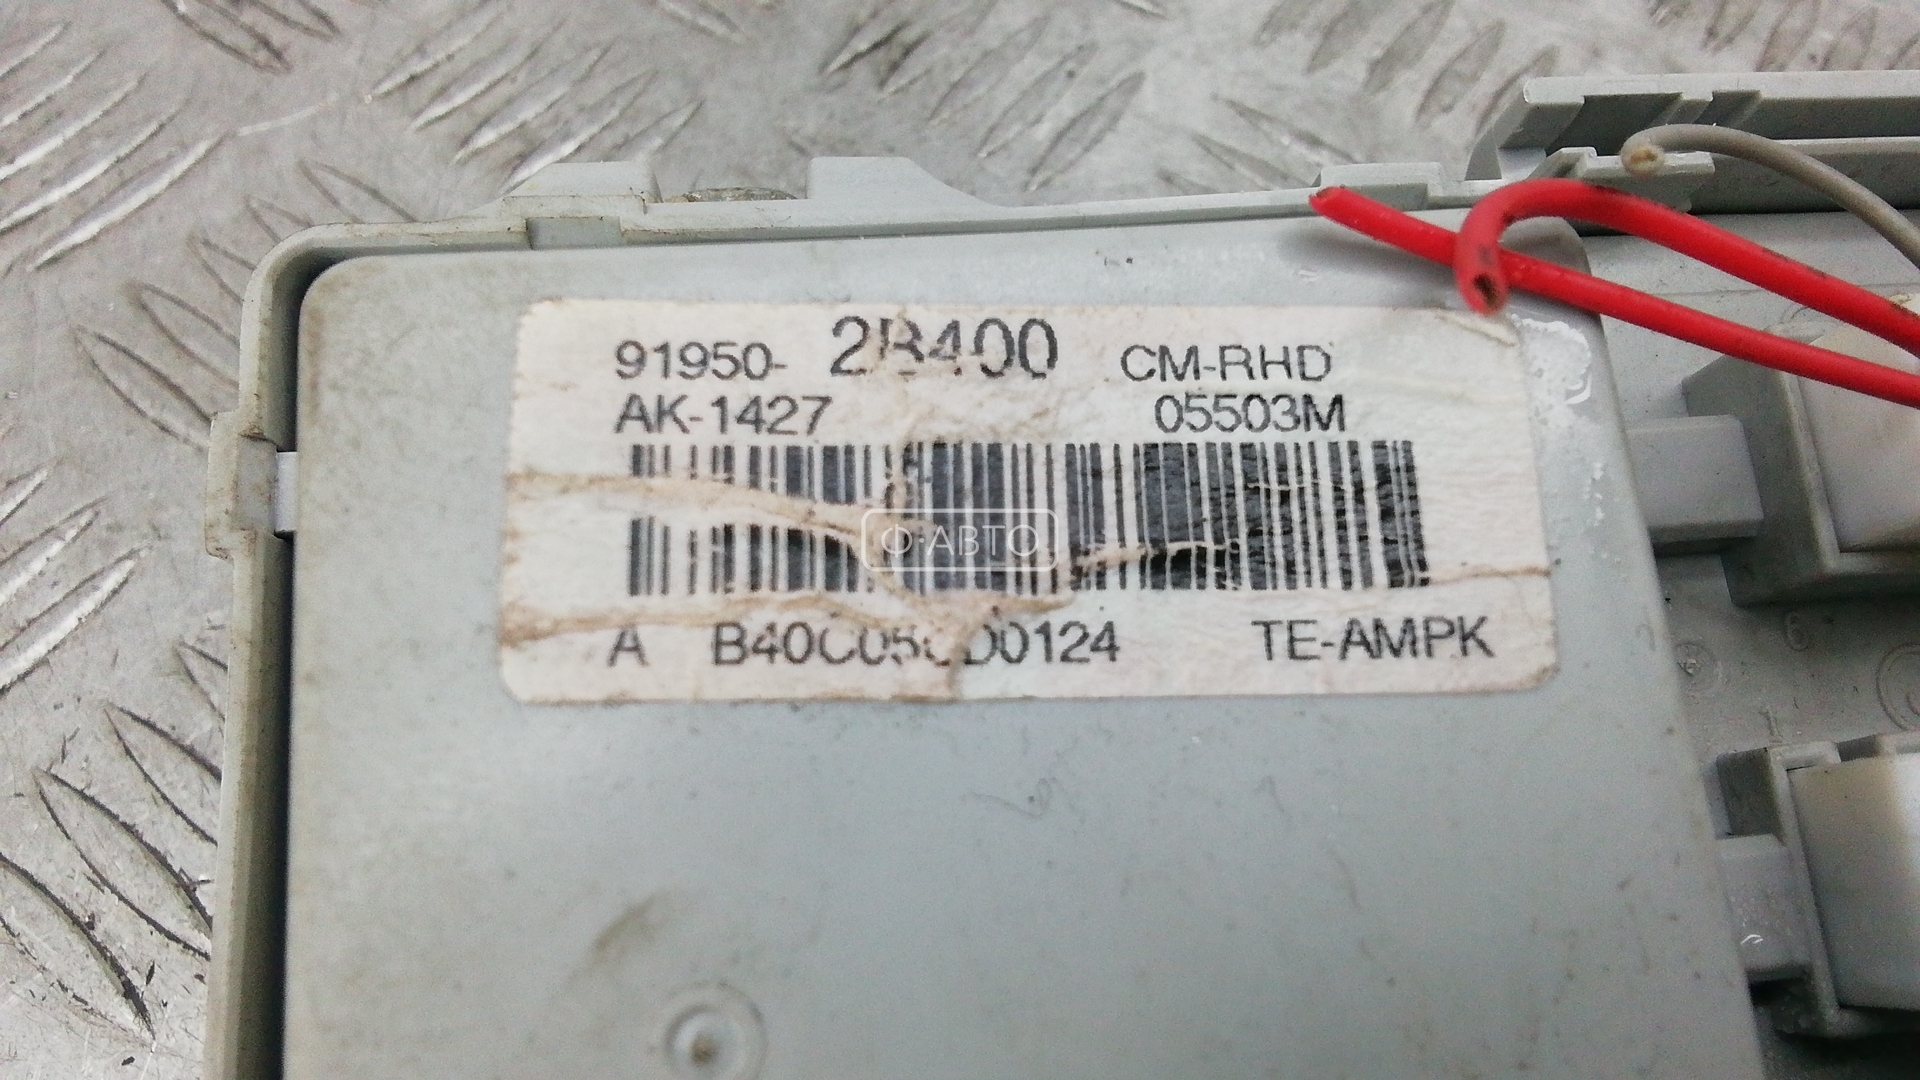 91950- 2B400 CM-RHD
AK-1427 05503M
Ф-АВТО
A TE-AMPK